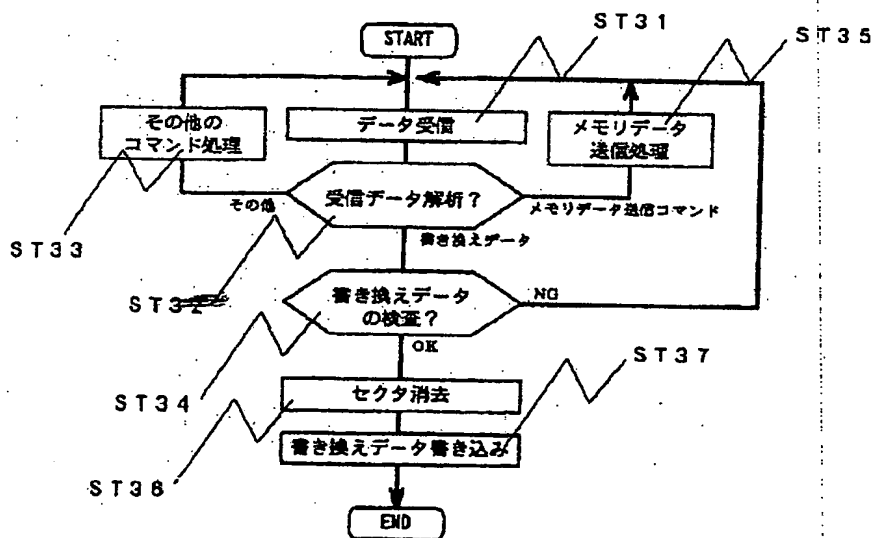 START
ST31
ST35
その他の
コマンド処理
データ受信
メモリデータ
送信処理
受信データ解析?
その他
メモリデータ送信コマンド
書き換えデータ
ST33
ST32
書き換えデータ
の検査?
NG
OK
ST34
ST37
セクタ消去
書き換えデータ書き込み
ST36
END